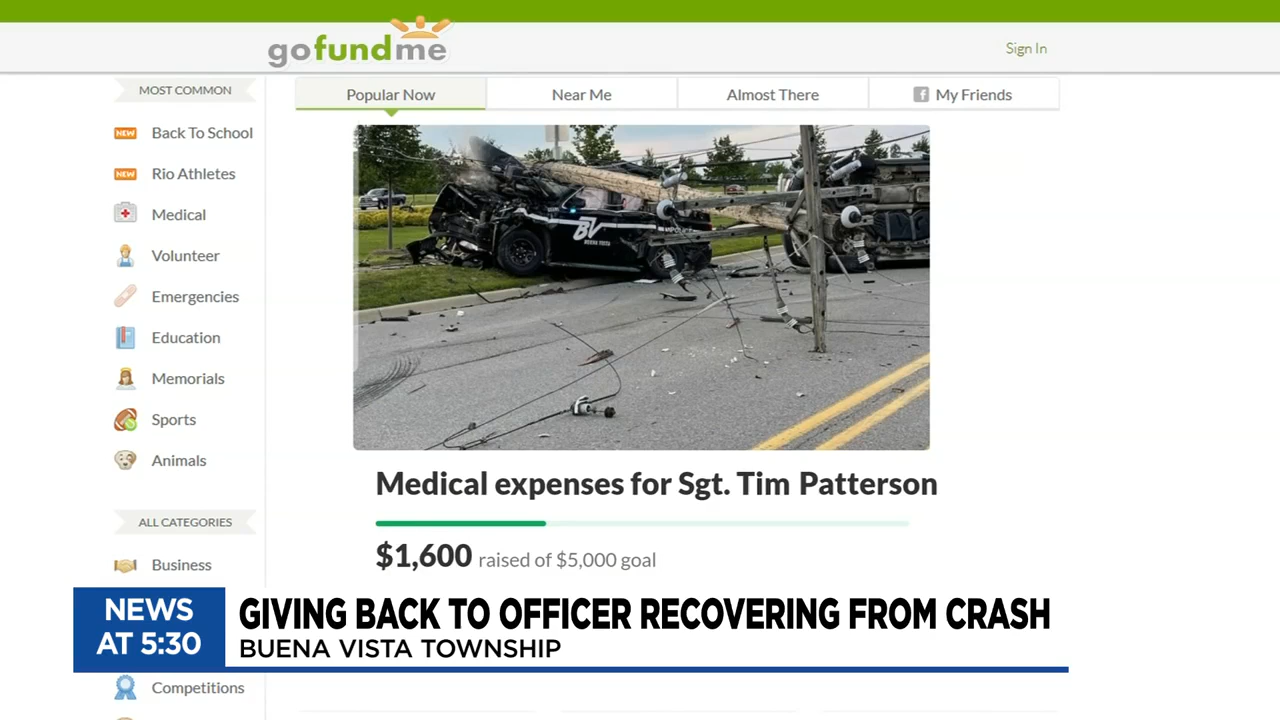 gofundme
Sign In
MOST COMMON
NEW Back To School
NEW Rio Athletes
Medical
Volunteer
Emergencies
Education
Memorials
Sports
Animals
ALL CATEGORIES
Business
Competitions
Popular Now
Near Me
Almost There
f My Friends
BV
BUENA VISTA
Medical expenses for Sgt. Tim Patterson
$1,600 raised of $5,000 goal
NEWS
AT 5:30
GIVING BACK TO OFFICER RECOVERING FROM CRASH
BUENA VISTA TOWNSHIP